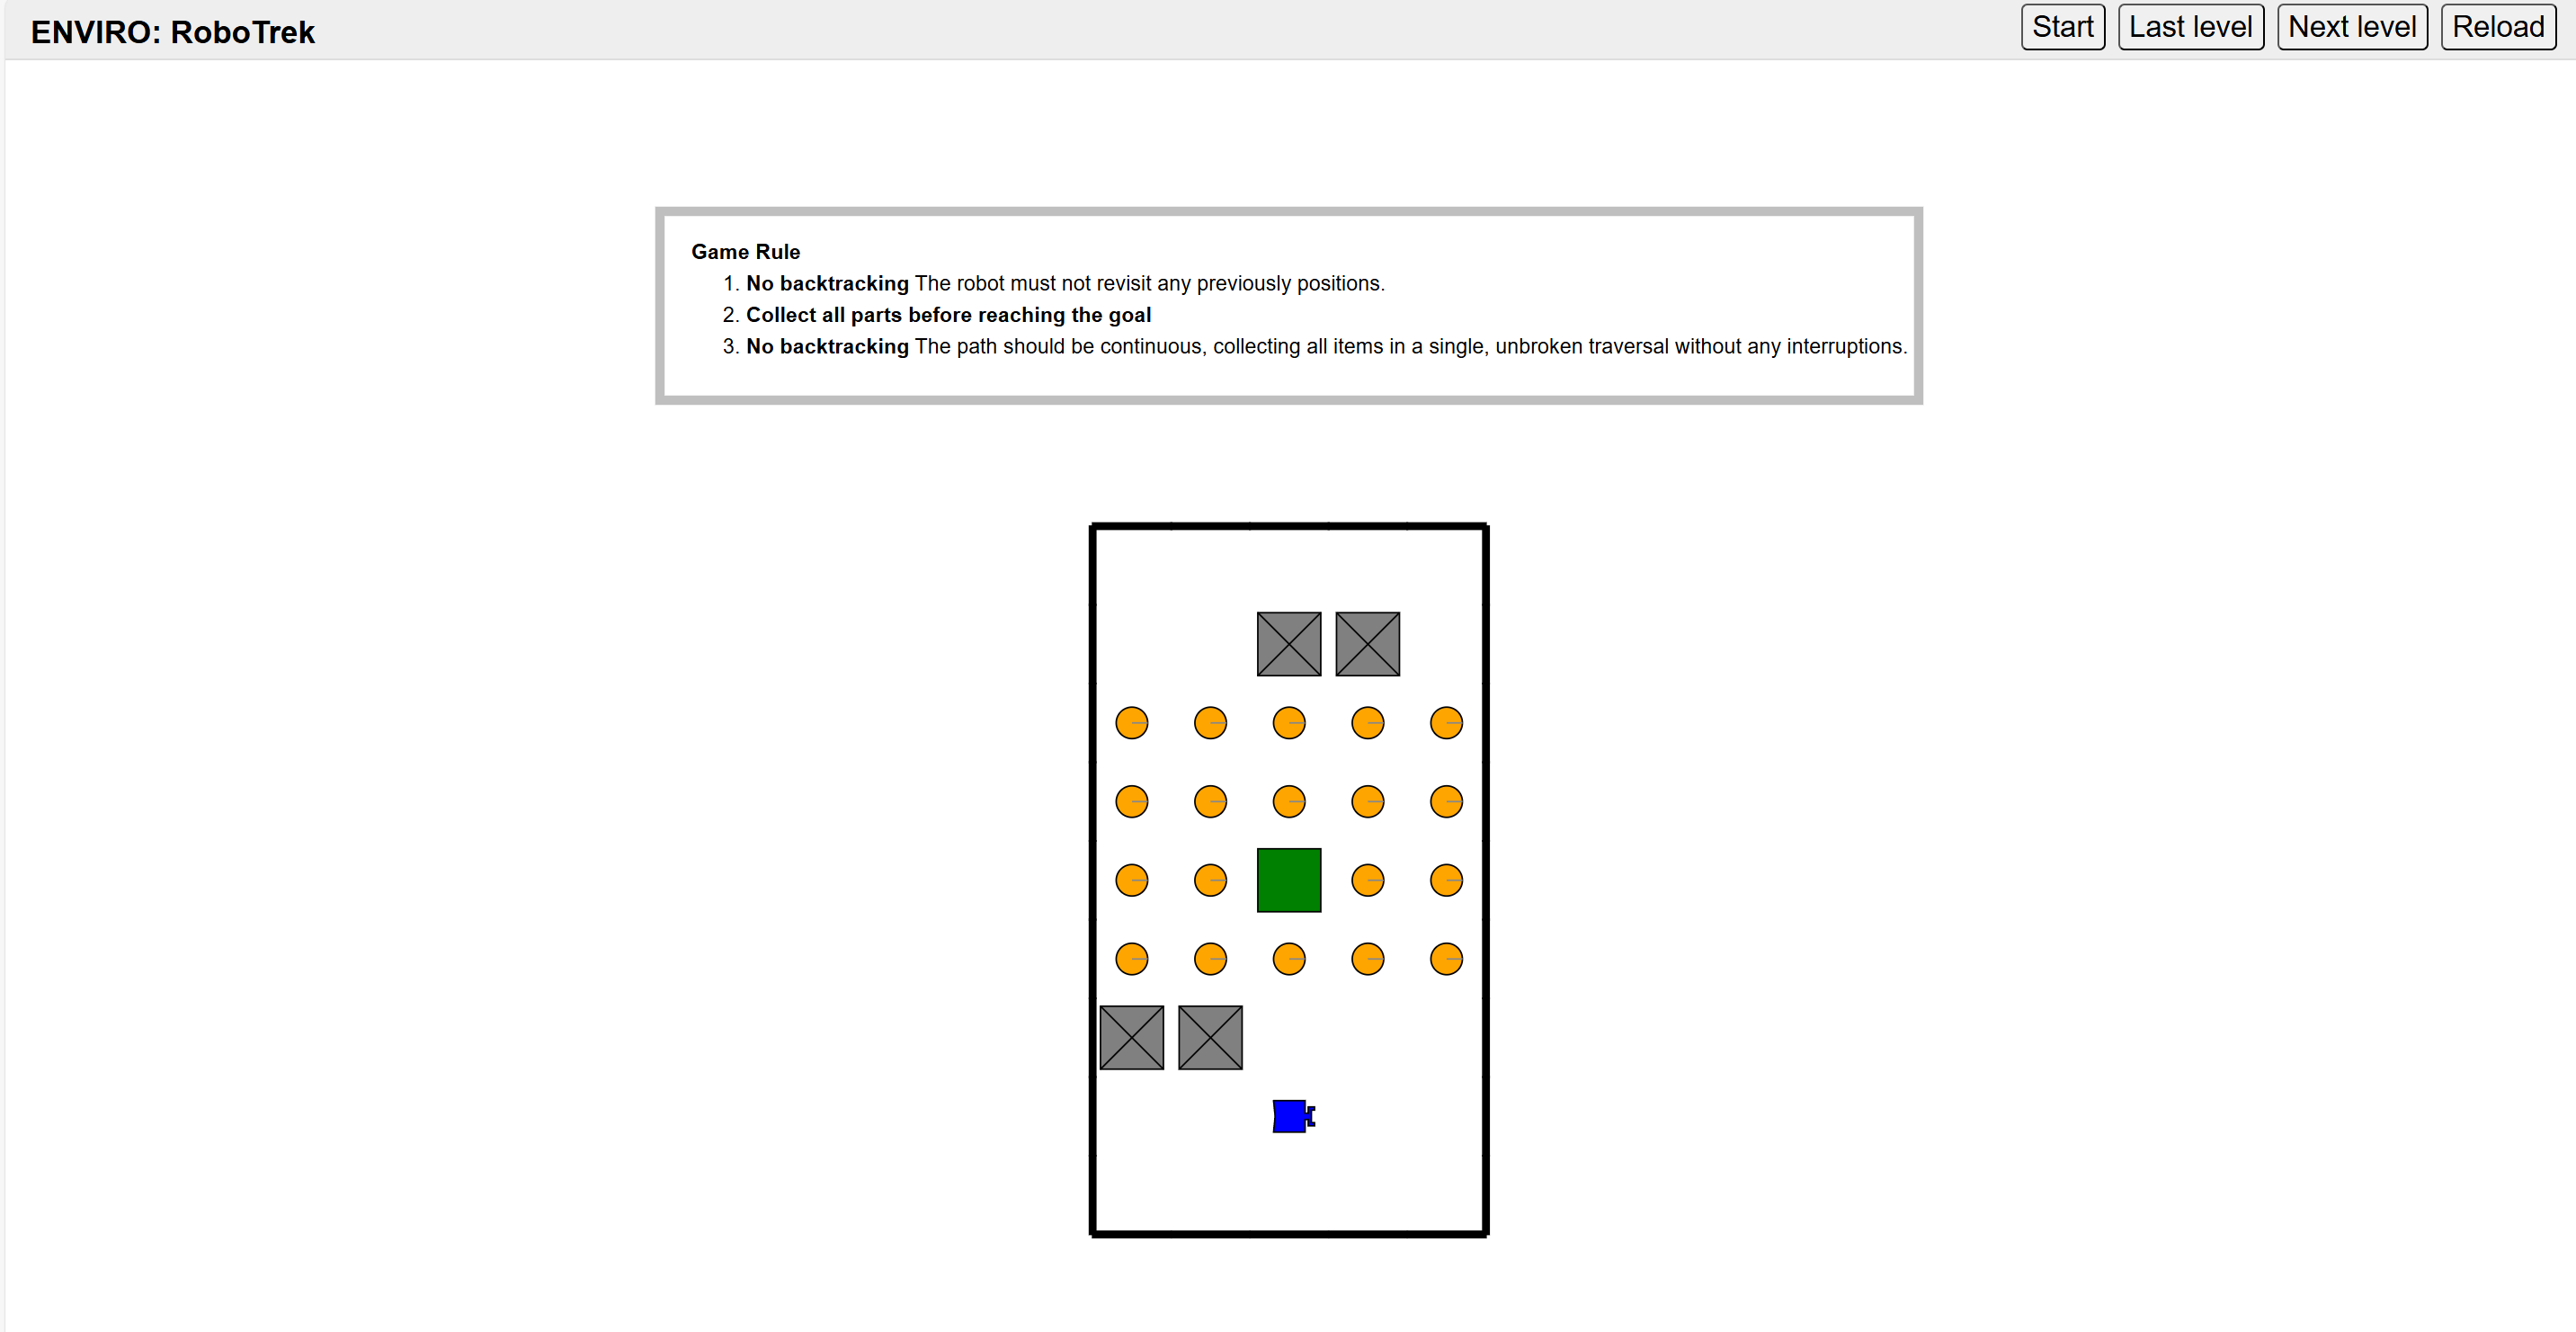 ENVIRO: RoboTrek
Start Last level Next level Reload
Game Rule
1. No backtracking The robot must not revisit any previously positions.
2. Collect all parts before reaching the goal
3. No backtracking The path should be continuous, collecting all items in a single, unbroken traversal without any interruptions.